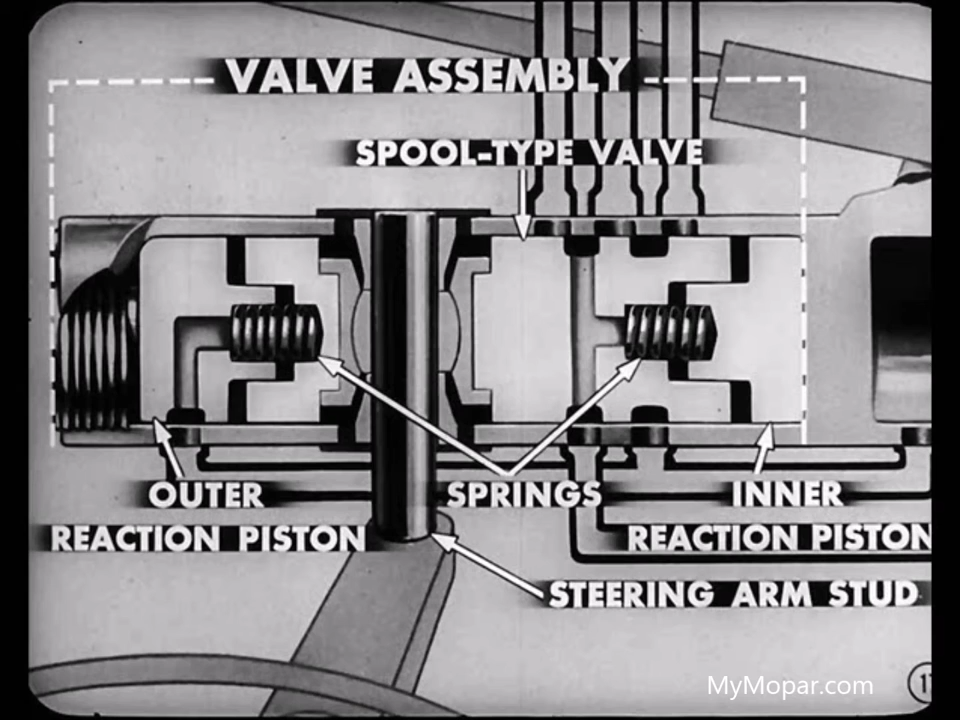 VALVE ASSEMBLY
SPOOL-TYPE VALVE
OUTER
REACTION PISTON
SPRINGS
INNER
REACTION PISTON
STEERING ARM STUD
MyMopar.com